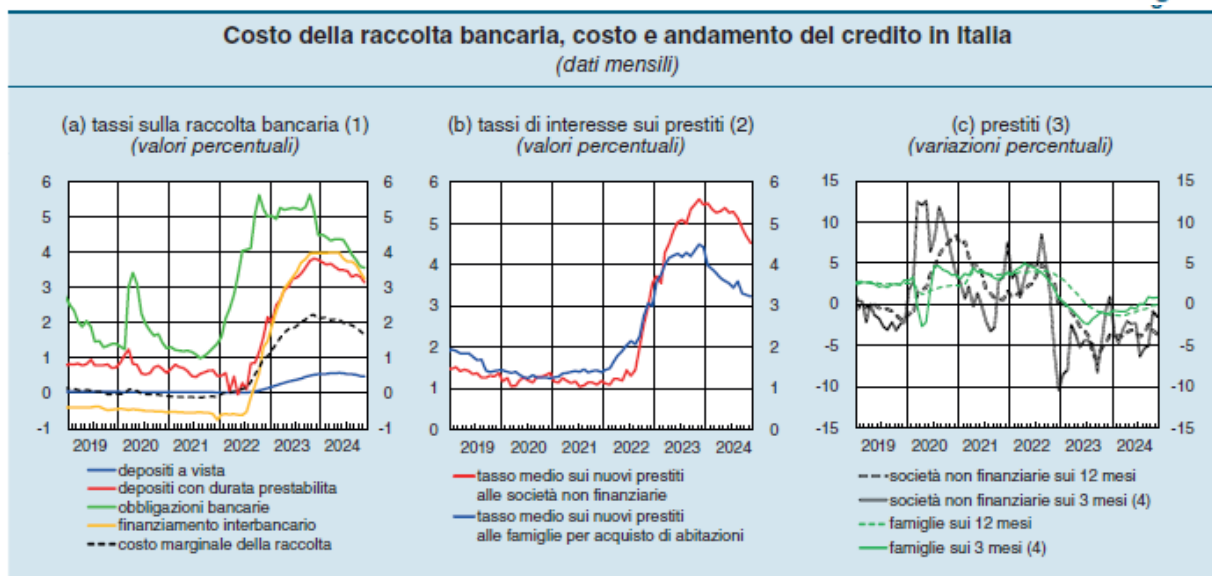 Costo della raccolta bancaria, costo e andamento del credito in Italia
(dati mensili)
(a) tassi sulla raccolta bancaria (1)
(valori percentuali)
6 6
5 5
4 4
3 3
2 2
1 1
0 0
-1 -1
2019 2020 2021 2022 2023 2024
depositi a vista
depositi con durata prestabilita
obbligazioni bancarie
finanziamento interbancario
costo marginale della raccolta
(b) tassi di interesse sui prestiti (2)
(valori percentuali)
6 6
5 5
4 4
3 3
2 2
1 1
0 0
2019 2020 2021 2022 2023 2024
tasso medio sui nuovi prestiti
alle società non finanziarie
tasso medio sui nuovi prestiti
alle famiglie per acquisto di abitazioni
(c) prestiti (3)
(variazioni percentuali)
15 15
10 10
5 5
0 0
-5 -5
-10 -10
-15 -15
2019 2020 2021 2022 2023 2024
società non finanziarie sui 12 mesi
società non finanziarie sui 3 mesi (4)
famiglie sui 12 mesi
famiglie sui 3 mesi (4)